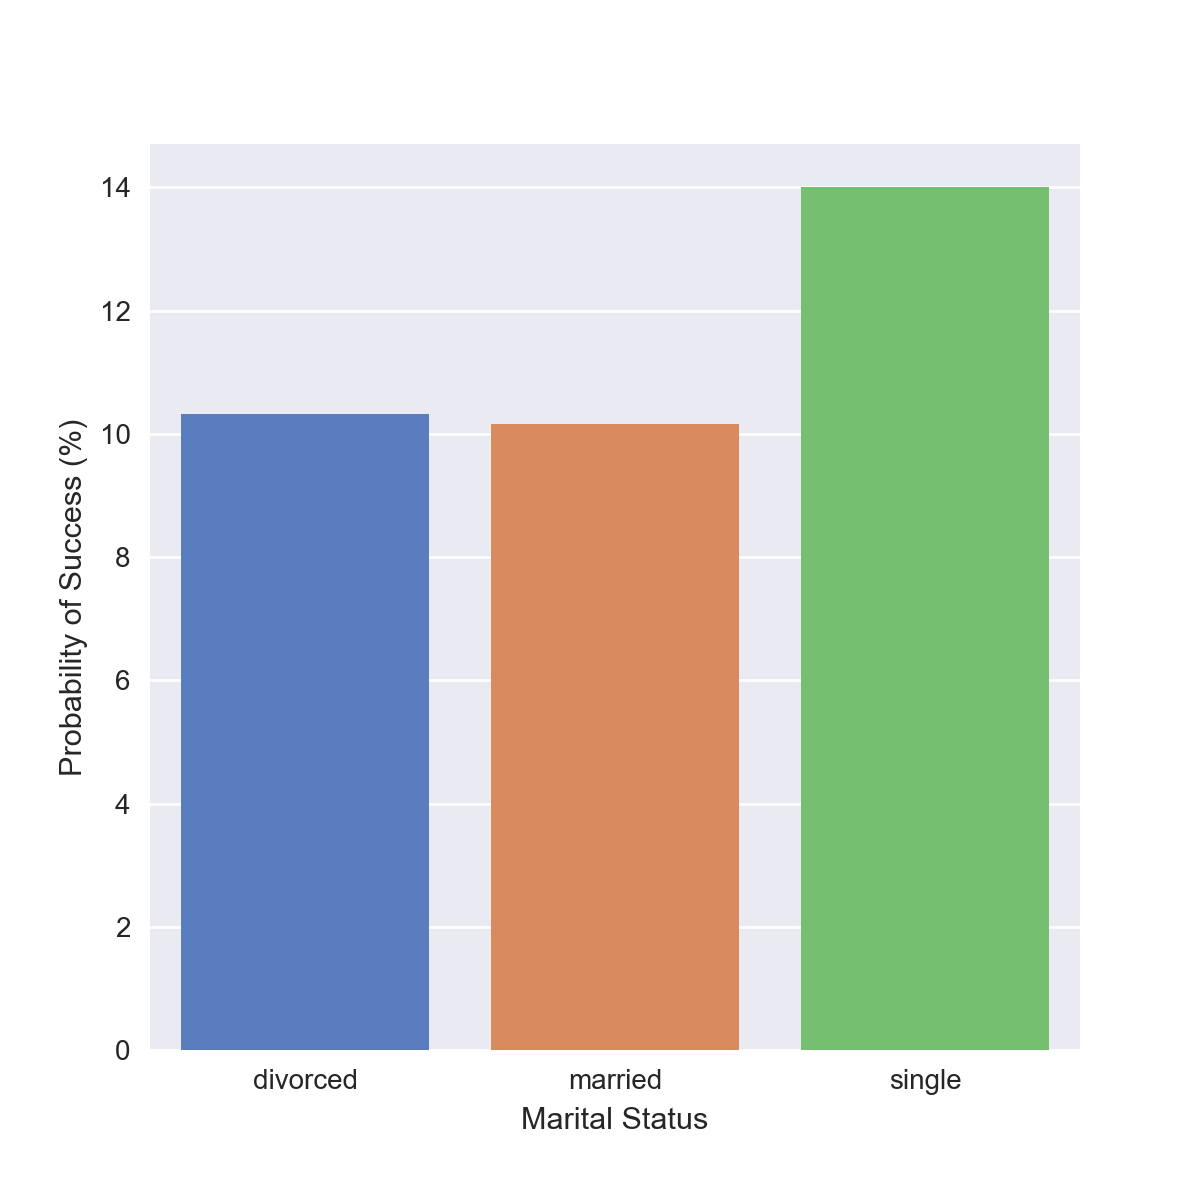 14
12
10
8
6
4
2
0
Probability of Success (%)
divorced married single
Marital Status